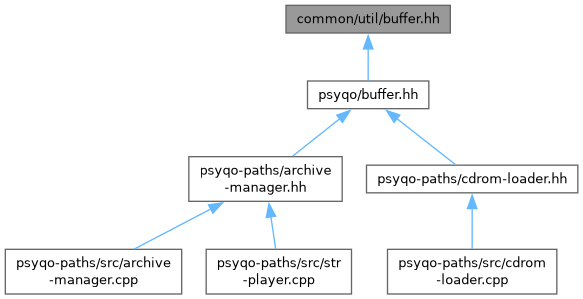 common/util/buffer.hh
psyqo/buffer.hh
psyqo-paths/archive
-manager.hh
psyqo-paths/cdrom-loader.hh
psyqo-paths/src/archive
-manager.cpp
psyqo-paths/src/str
-player.cpp
psyqo-paths/src/cdrom
-loader.cpp